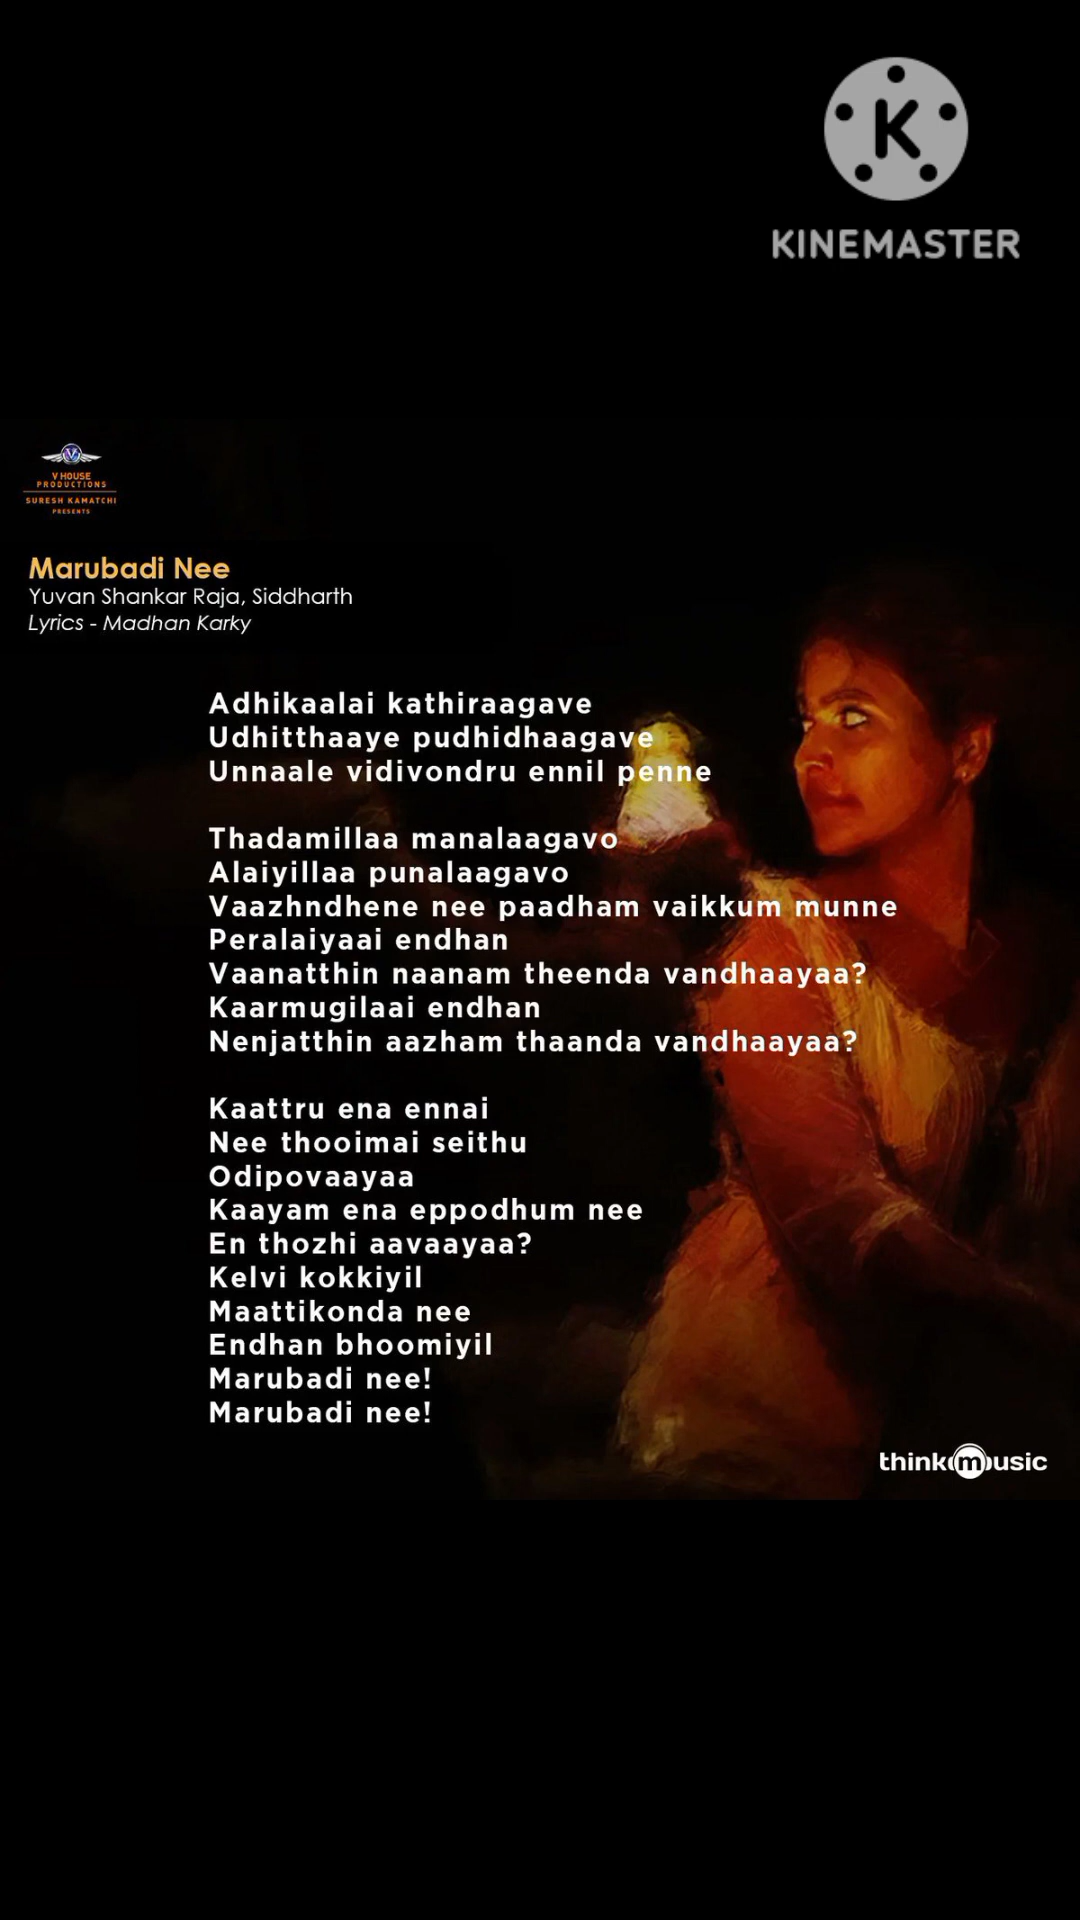 K
KINEMASTER
V
V HOUSE
PRODUCTIONS
SURESH KAMATCHI
PRESENTS
Marubadi Nee
Yuvan Shankar Raja, Siddharth
Lyrics - Madhan Karky
Adhikaalai kathiraagave
Udhitthaaye pudhidhaagave
Unnaale vidivondru ennil penne
Thadamillaa manalaagavo
Alaiyillaa punalaagavo
Vaazhndhene nee paadham vaikkum munne
Peralaiyaai endhan
Vaanatthin naanam theenda vandhaayaa?
Kaarmugilaai endhan
Nenjatthin aazham thaanda vandhaayaa?
Kaattru ena ennai
Nee thooimai seithu
Odipovaayaa
Kaayam ena eppodhum nee
En thozhi aavaayaa?
Kelvi kokkiyil
Maattikonda nee
Endhan bhoomiyil
Marubadi nee!
Marubadi nee!
thinkmusic